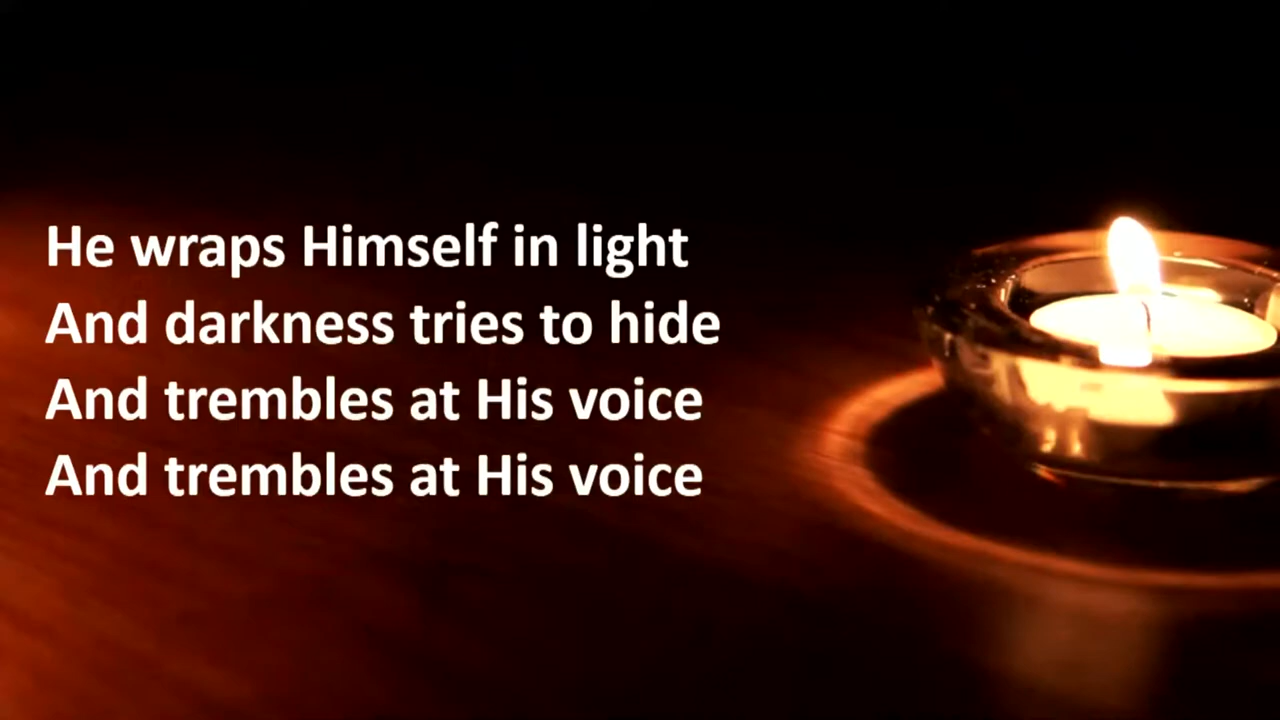 He wraps Himself in light
And darkness tries to hide
And trembles at His voice
And trembles at His voice